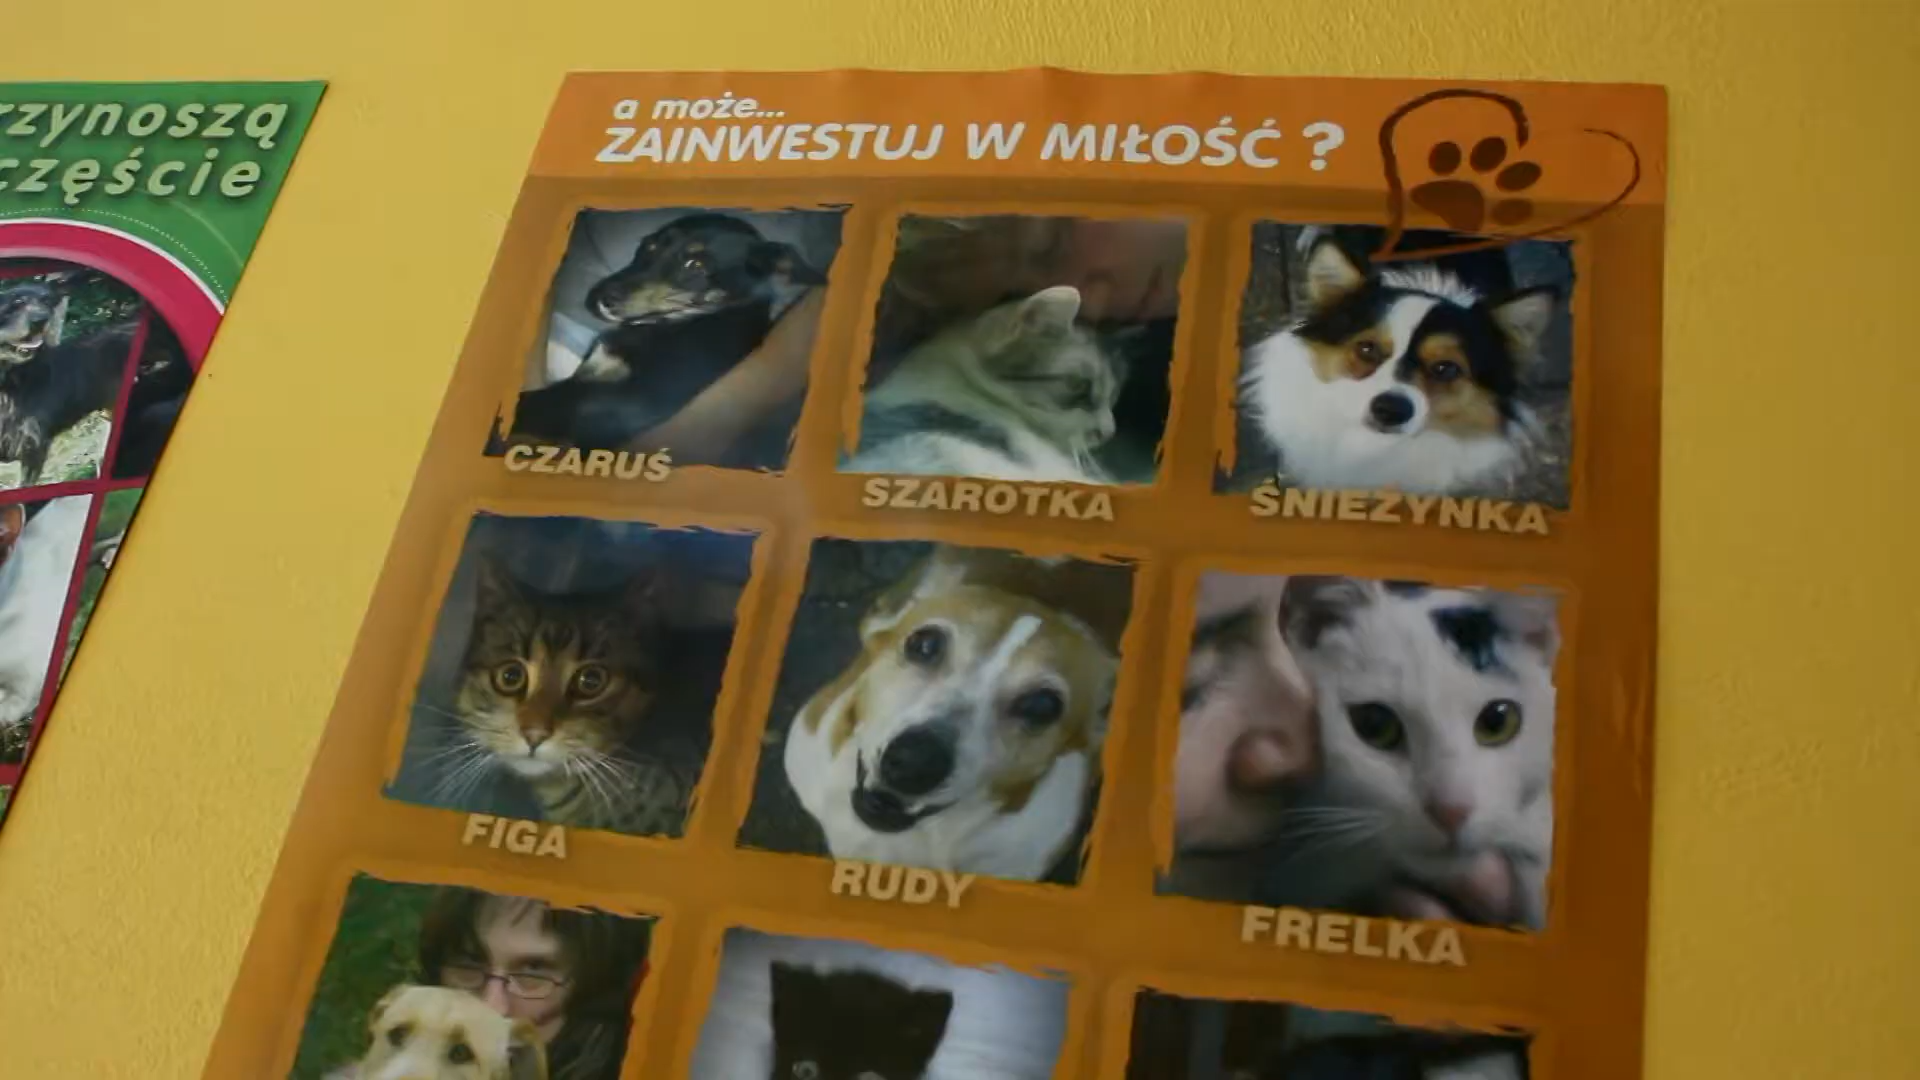 rzynoszą
częście
a może...
ZAINWESTUJ W MIŁOŚĆ ?
CZARUŚ
SZAROTKA
ŚNIEŻYNKA
FIGA
RUDY
FRELKA